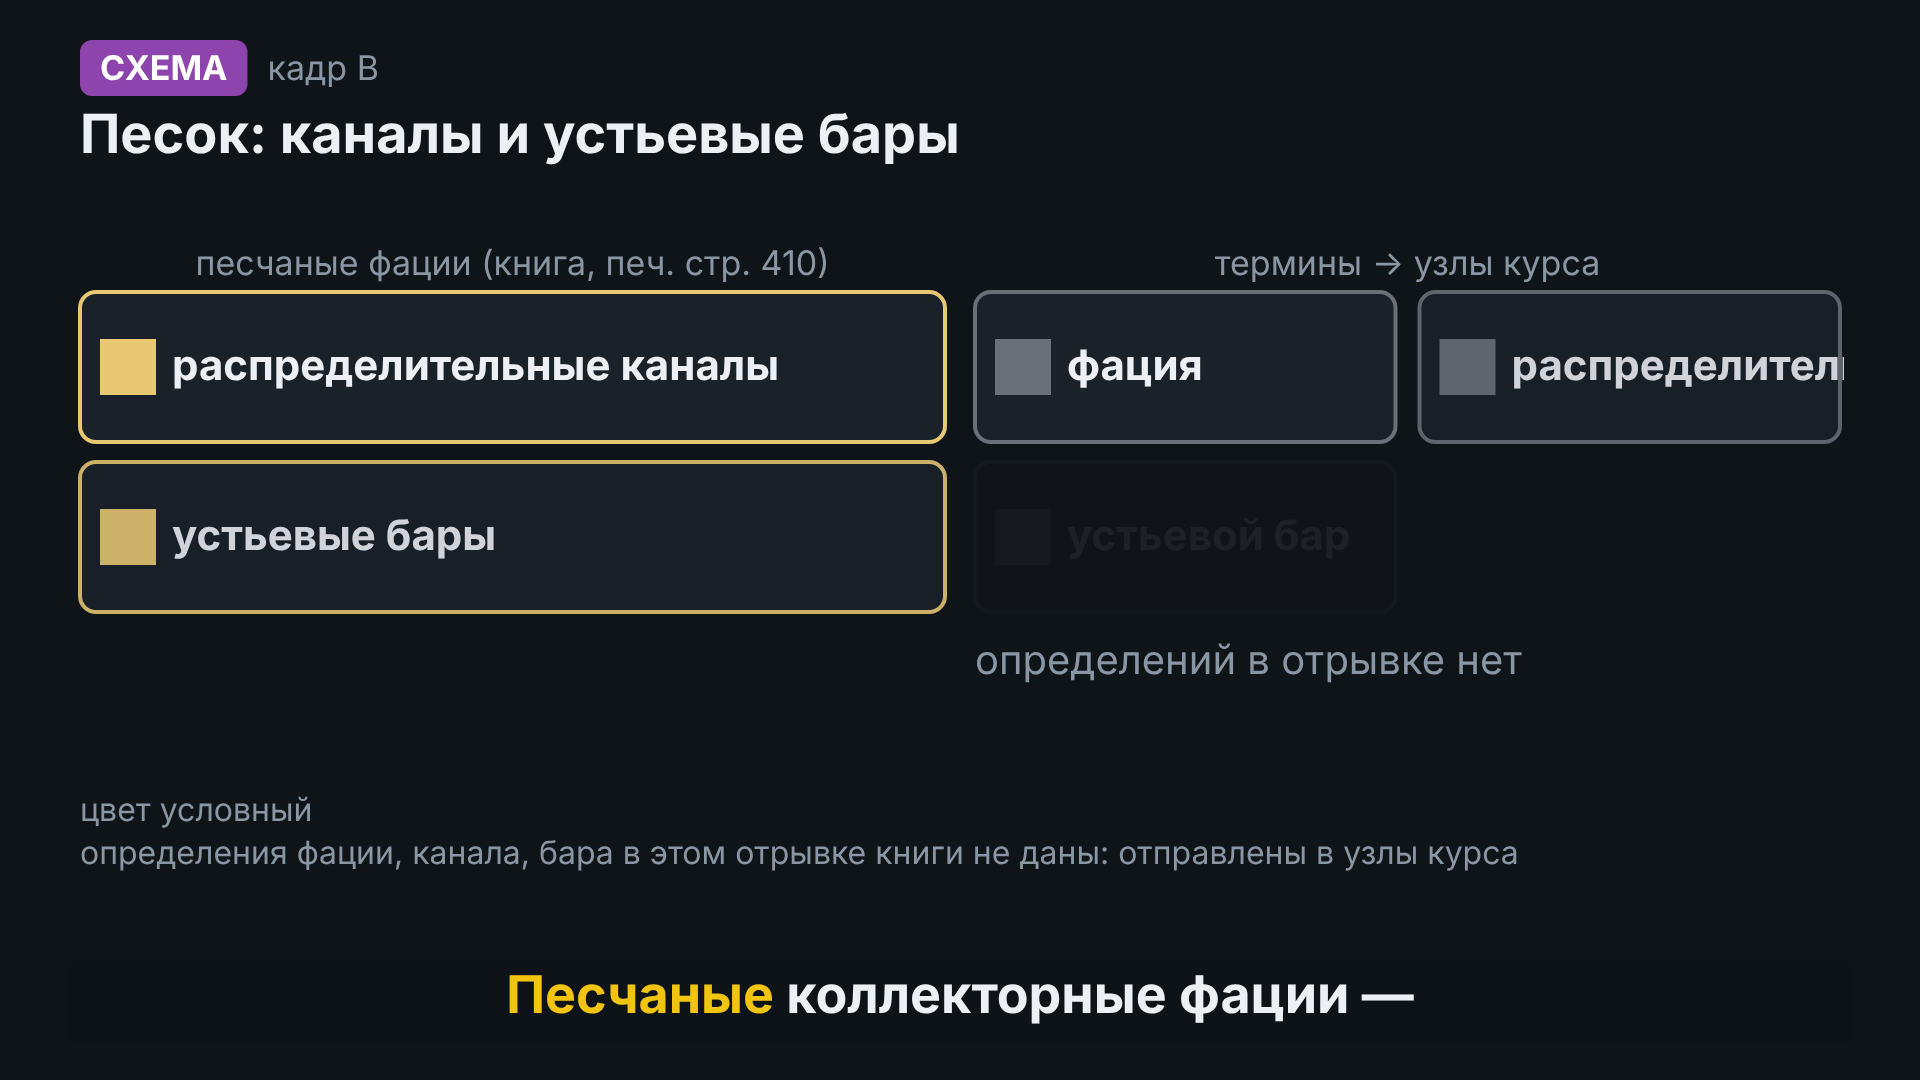 СХЕМА кадр В
Песок: каналы и устьевые бары
песчаные фации (книга, печ. стр. 410)
термины → узлы курса
распределительные каналы
фация
распределител
устьевые бары
устьевой бар
определений в отрывке нет
цвет условный
определения фации, канала, бара в этом отрывке книги не даны: отправлены в узлы курса
Песчаные коллекторные фации —